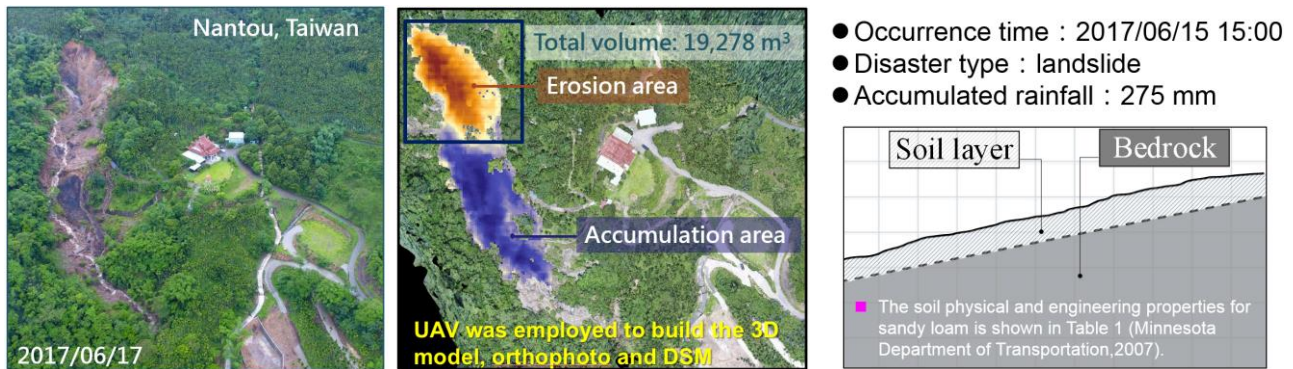 Nantou, Taiwan
2017/06/17
Total volume: 19,278 m³
Erosion area
Accumulation area
UAV was employed to build the 3D
model, orthophoto and DSM
● Occurrence time：2017/06/15 15:00
● Disaster type：landslide
● Accumulated rainfall：275 mm
Soil layer
Bedrock
The soil physical and engineering properties for
sandy loam is shown in Table 1 (Minnesota
Department of Transportation,2007).